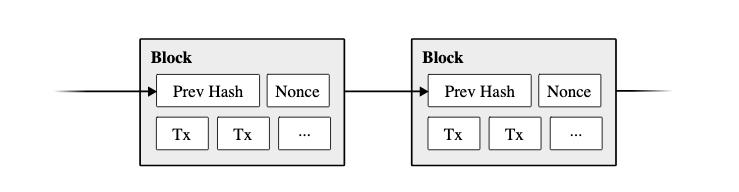 Block
Prev Hash Nonce
Tx Tx ...
Block
Prev Hash Nonce
Tx Tx ...